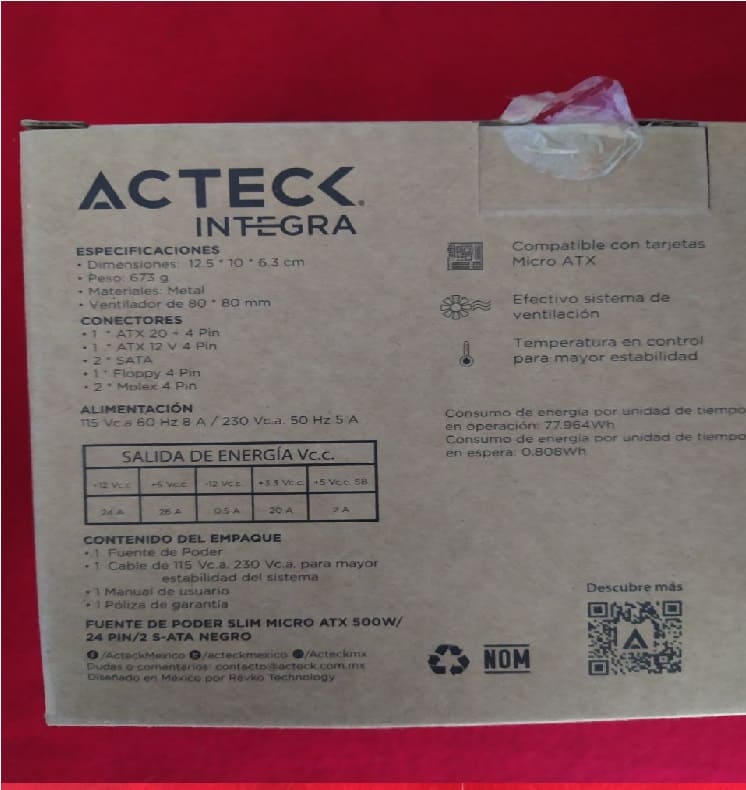 ACTECK
INTEGRA
ESPECIFICACIONES
• Dimensiones: 12.5 * 10 * 6.3 cm
• Peso: 673 g
• Materiales: Metal
• Ventilador de 80 * 80 mm
CONECTORES
• 1 * ATX 20 + 4 Pin
• 1 * ATX 12 V 4 Pin
• 2 * SATA
• 1 * Floppy 4 Pin
• 2 * Molex 4 Pin
ALIMENTACIÓN
115 Vc.a 60 Hz 8 A / 230 Vc.a. 50 Hz 5 A
SALIDA DE ENERGÍA Vc.c.
+12 Vc.c +5 Vc.c -12 Vc.c. +3.3 Vc.c. +5 Vc.c. SB
24 A 26 A 0.5 A 20 A 2 A
CONTENIDO DEL EMPAQUE
• 1 Fuente de Poder
• 1 Cable de 115 Vc.a. 230 Vc.a. para mayor
estabilidad del sistema
• 1 Manual de usuario
• 1 Póliza de garantía
FUENTE DE PODER SLIM MICRO ATX 500W/
24 PIN/2 S-ATA NEGRO
/ActeckMexico /acteckmexico /Acteckmx
Dudas o comentarios: contacto@acteck.com.mx
Diseñado en México por Revko Technology
Compatible con tarjetas
Micro ATX
Efectivo sistema de
ventilación
Temperatura en control
para mayor estabilidad
Consumo de energía por unidad de tiempo
en operación: 77.964Wh
Consumo de energía por unidad de tiempo
en espera: 0.808Wh
Descubre más
NOM